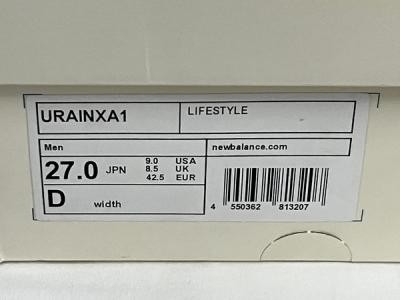 URAINXA1 LIFESTYLE
Men newbalance.com
27.0 JPN 9.0 USA
8.5 UK
42.5 EUR
D width
4 550362 813207